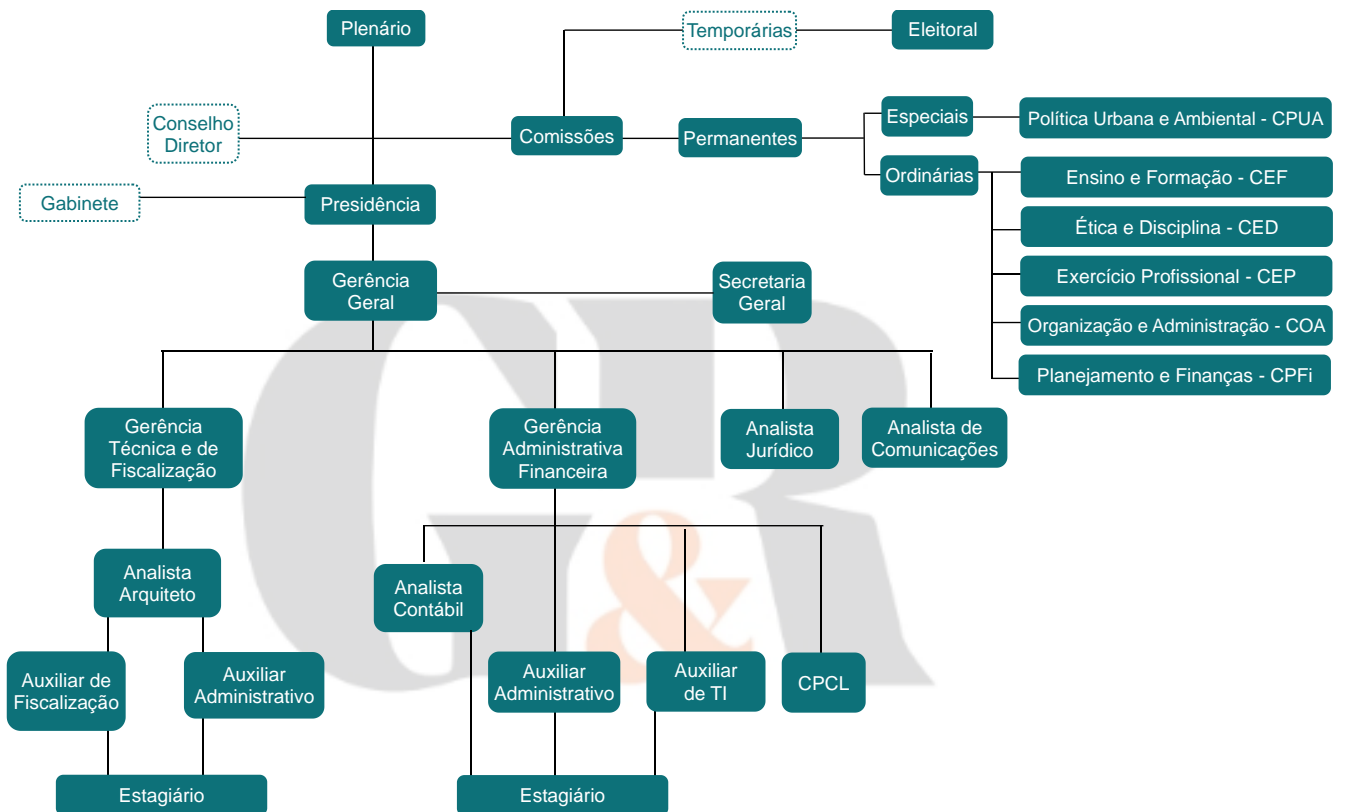 Plenário
Temporárias
Eleitoral
Conselho
Diretor
Comissões
Permanentes
Especiais
Política Urbana e Ambiental - CPUA
Ordinárias
Ensino e Formação - CEF
Gabinete
Presidência
Ética e Disciplina - CED
Exercício Profissional - CEP
Organização e Administração - COA
Planejamento e Finanças - CPFi
Gerência
Geral
Secretaria
Geral
Gerência
Técnica e de
Fiscalização
Gerência
Administrativa
Financeira
Analista
Jurídico
Analista de
Comunicações
Analista
Arquiteto
Analista
Contábil
Auxiliar de
Fiscalização
Auxiliar
Administrativo
Auxiliar
Administrativo
Auxiliar
de TI
CPCL
Estagiário
Estagiário
G&R